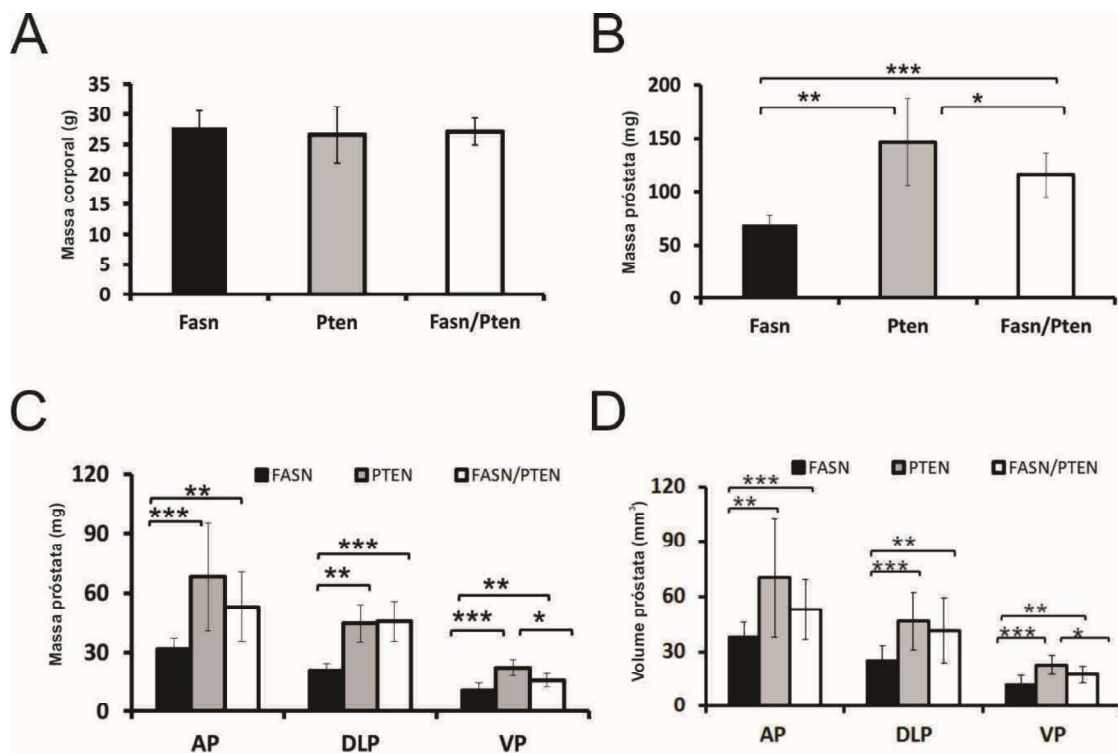 A
Massa corporal (g)
35
30
25
20
15
10
5
0
Fasn Pten Fasn/Pten
B
Massa próstata (mg)
200
150
100
50
0
***
** *
Fasn Pten Fasn/Pten
C
Massa próstata (mg)
120
90
60
30
0
FASN PTEN FASN/PTEN
**
***
***
**
**
*** *
AP DLP VP
D
Volume próstata (mm³)
120
90
60
30
0
FASN PTEN FASN/PTEN
***
**
**
***
**
*** *
AP DLP VP